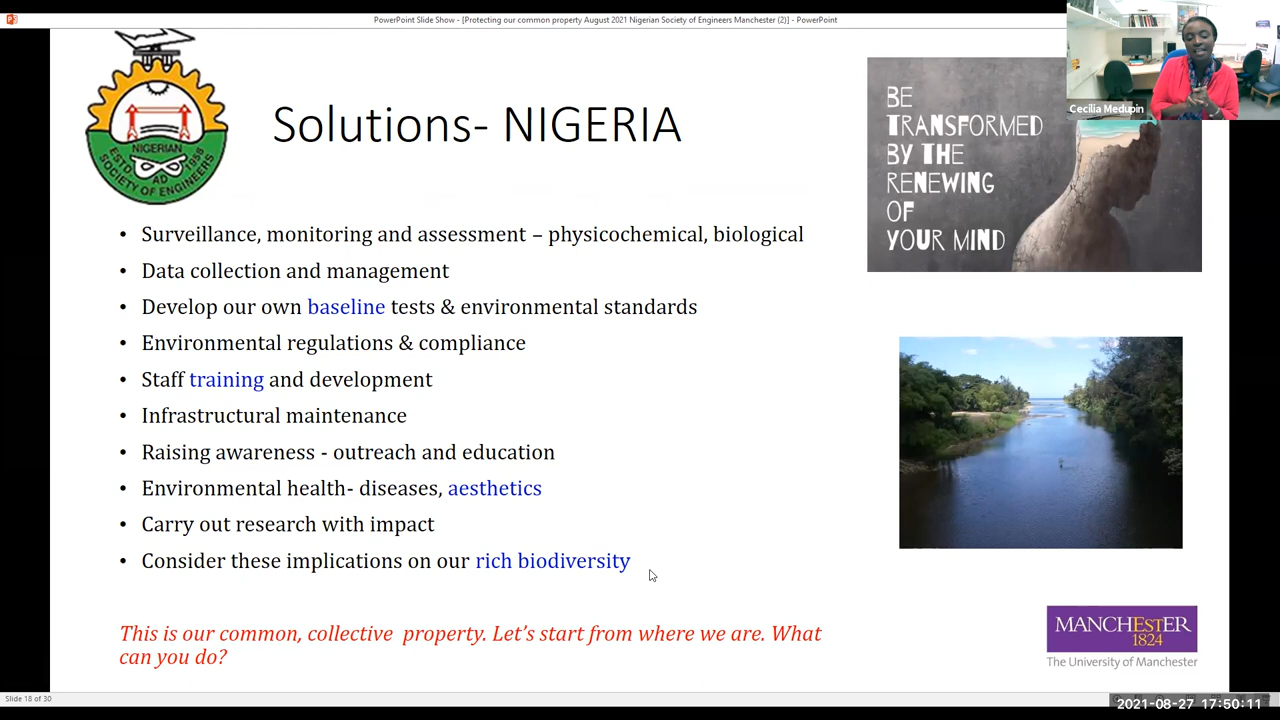 PowerPoint Slide Show - [Protecting our common property August 2021 Nigerian Society of Engineers Manchester (2)] - PowerPoint
Cecilia Medupin
NIGERIAN
ESTD AD 1958
SOCIETY OF ENGINEERS
Solutions- NIGERIA
BE
TRANSFORMED
BY THE
RENEWING
OF
YOUR MIND
• Surveillance, monitoring and assessment – physicochemical, biological
• Data collection and management
• Develop our own baseline tests & environmental standards
• Environmental regulations & compliance
• Staff training and development
• Infrastructural maintenance
• Raising awareness - outreach and education
• Environmental health- diseases, aesthetics
• Carry out research with impact
• Consider these implications on our rich biodiversity
This is our common, collective property. Let’s start from where we are. What
can you do?
MANCHESTER
1824
The University of Manchester
Slide 18 of 30
2021-08-27 17:50:11